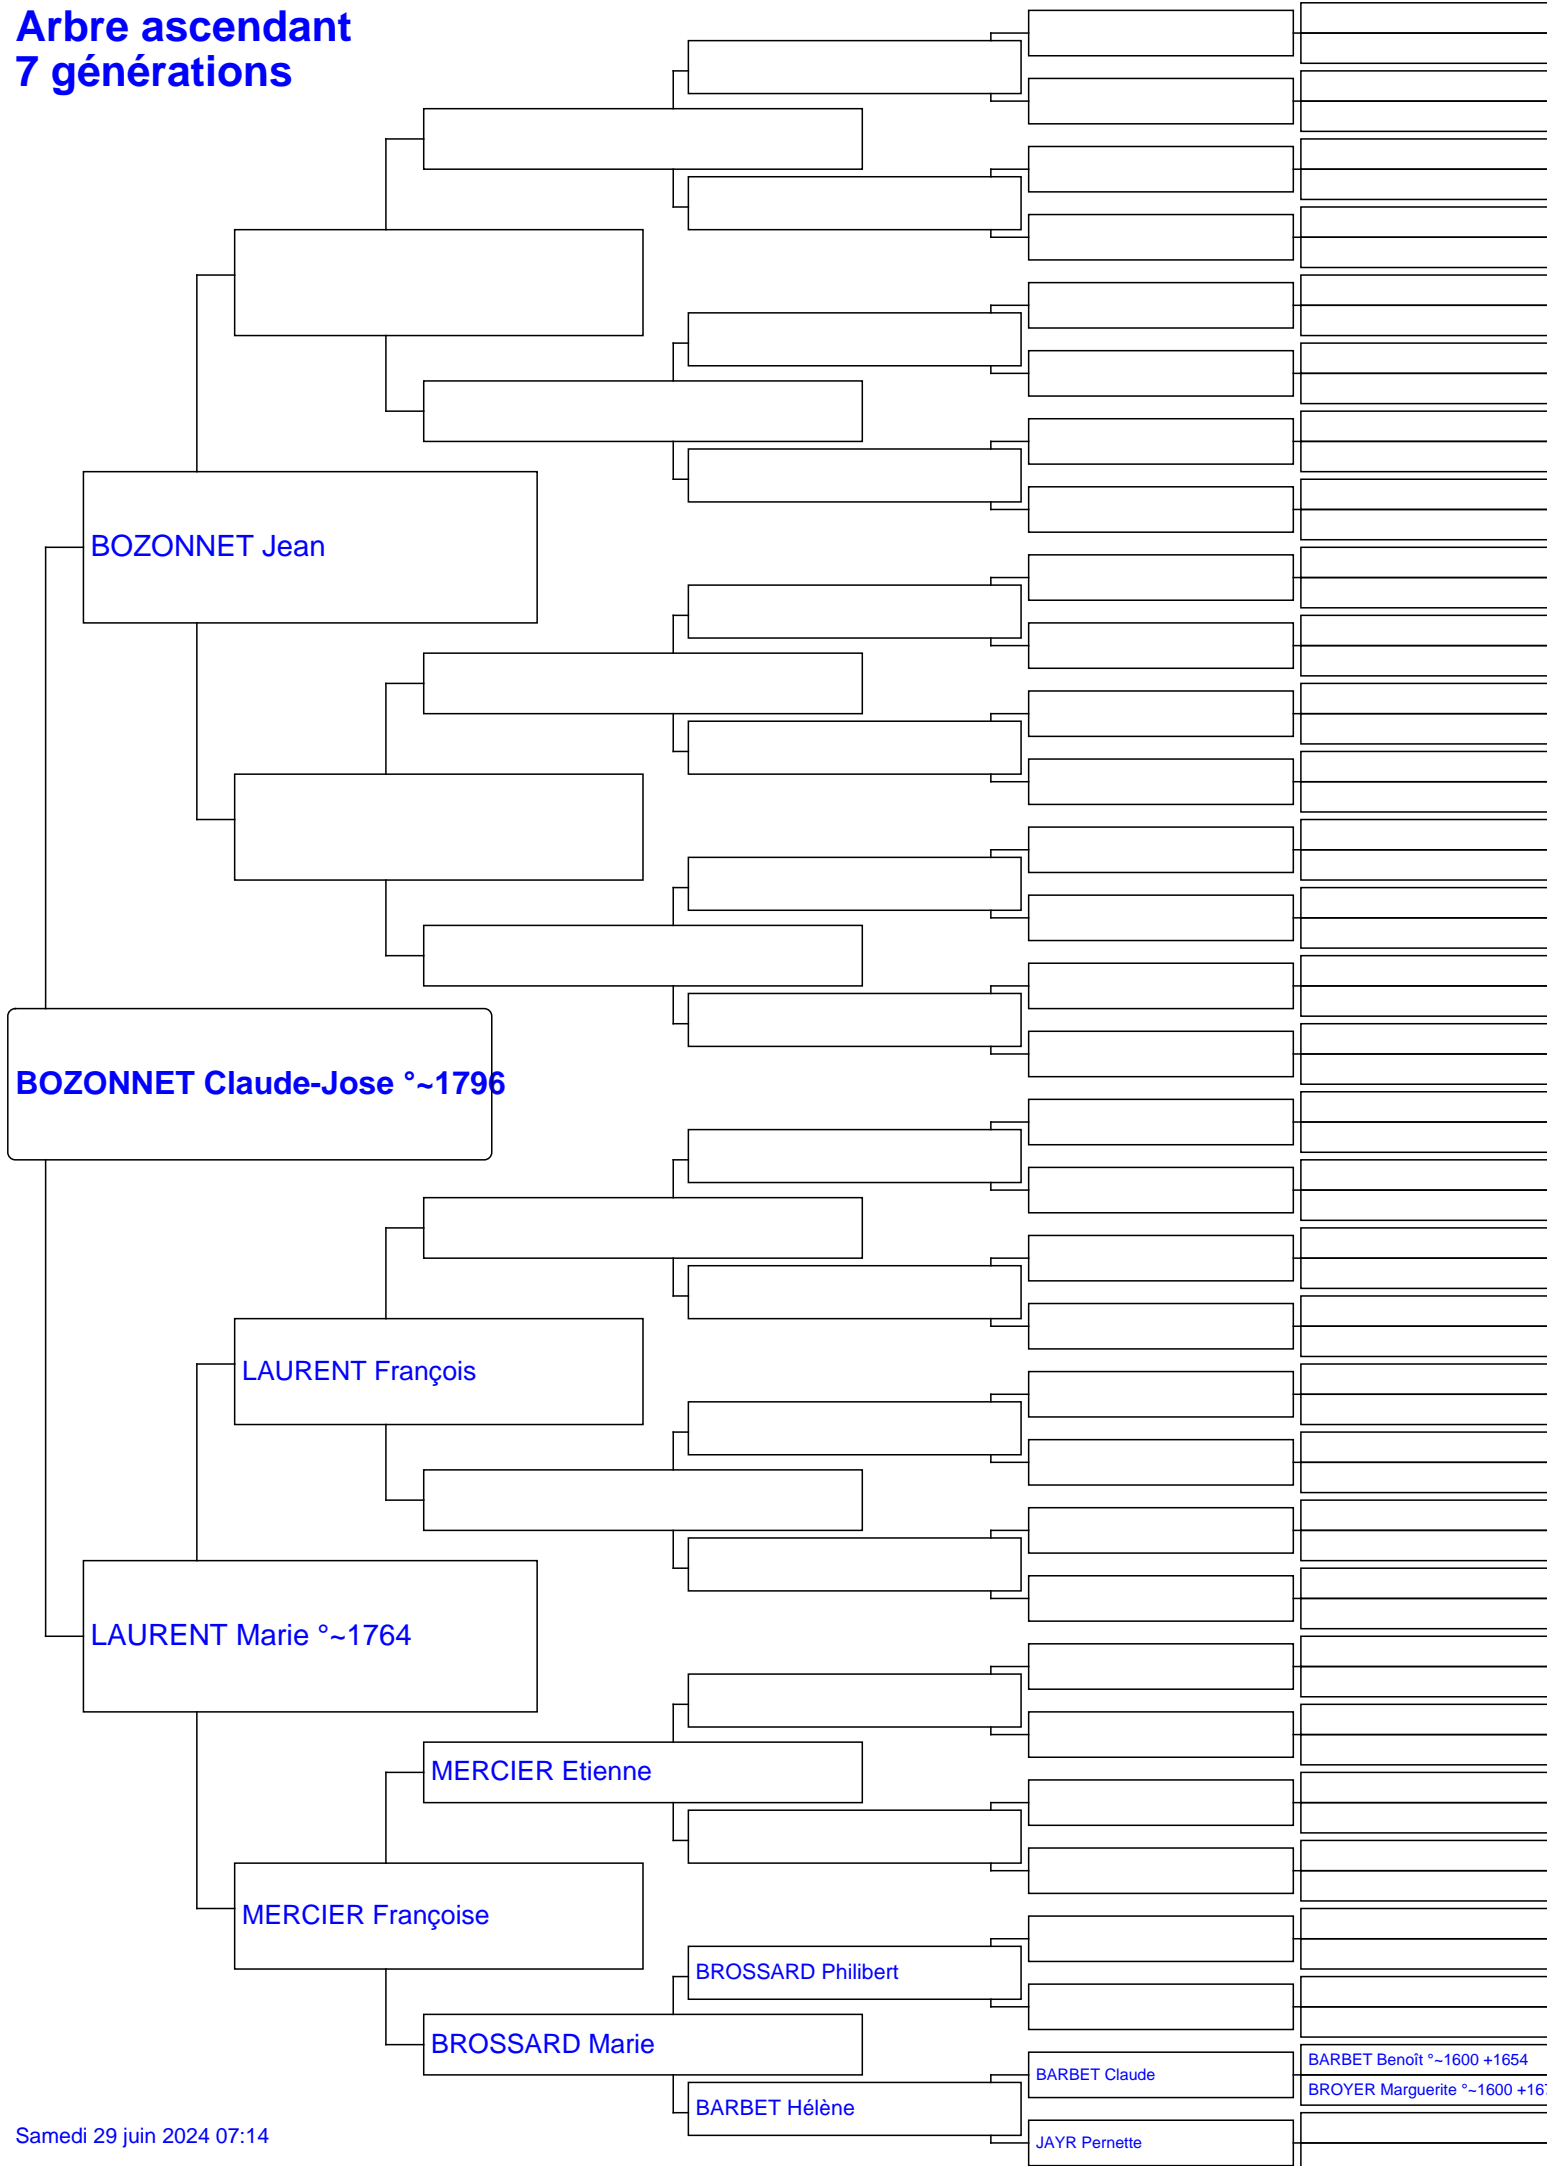 Arbre ascendant
7 générations
BOZONNET Jean
BOZONNET Claude-Jose °~1796
LAURENT François
LAURENT Marie °~1764
MERCIER Etienne
MERCIER Françoise
BROSSARD Philibert
BROSSARD Marie
BARBET Benoît °~1600 +1654
BARBET Claude
BROYER Marguerite °~1600
BARBET Hélène
JAYR Pernette
Samedi 29 juin 2024 07:14